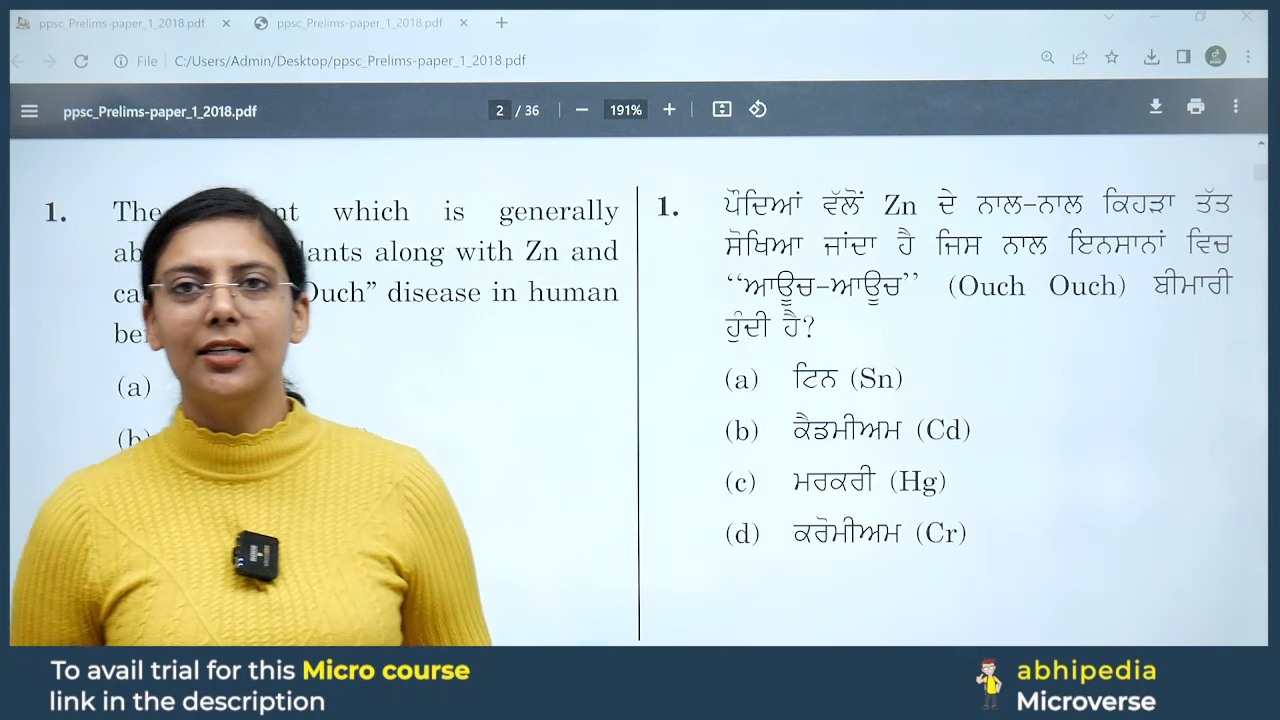 ppsc_Prelims-paper_1_2018.pdf
ppsc_Prelims-paper_1_2018.pdf
File C:/Users/Admin/Desktop/ppsc_Prelims-paper_1_2018.pdf
ppsc_Prelims-paper_1_2018.pdf
2 / 36
191%
1. The nt which is generally
ab lants along with Zn and
ca Ouch” disease in human
be
(a)
(b)
1. ਪੌਦਿਆਂ ਵੱਲੋਂ Zn ਦੇ ਨਾਲ-ਨਾਲ ਕਿਹੜਾ ਤੱਤ
ਸੋਖਿਆ ਜਾਂਦਾ ਹੈ ਜਿਸ ਨਾਲ ਇਨਸਾਨਾਂ ਵਿਚ
‘‘ਆਊਚ-ਆਊਚ’’ (Ouch Ouch) ਬੀਮਾਰੀ
ਹੁੰਦੀ ਹੈ?
(a) ਟਿਨ (Sn)
(b) ਕੈਡਮੀਅਮ (Cd)
(c) ਮਰਕਰੀ (Hg)
(d) ਕਰੋਮੀਅਮ (Cr)
To avail trial for this Micro course
link in the description
abhipedia
Microverse